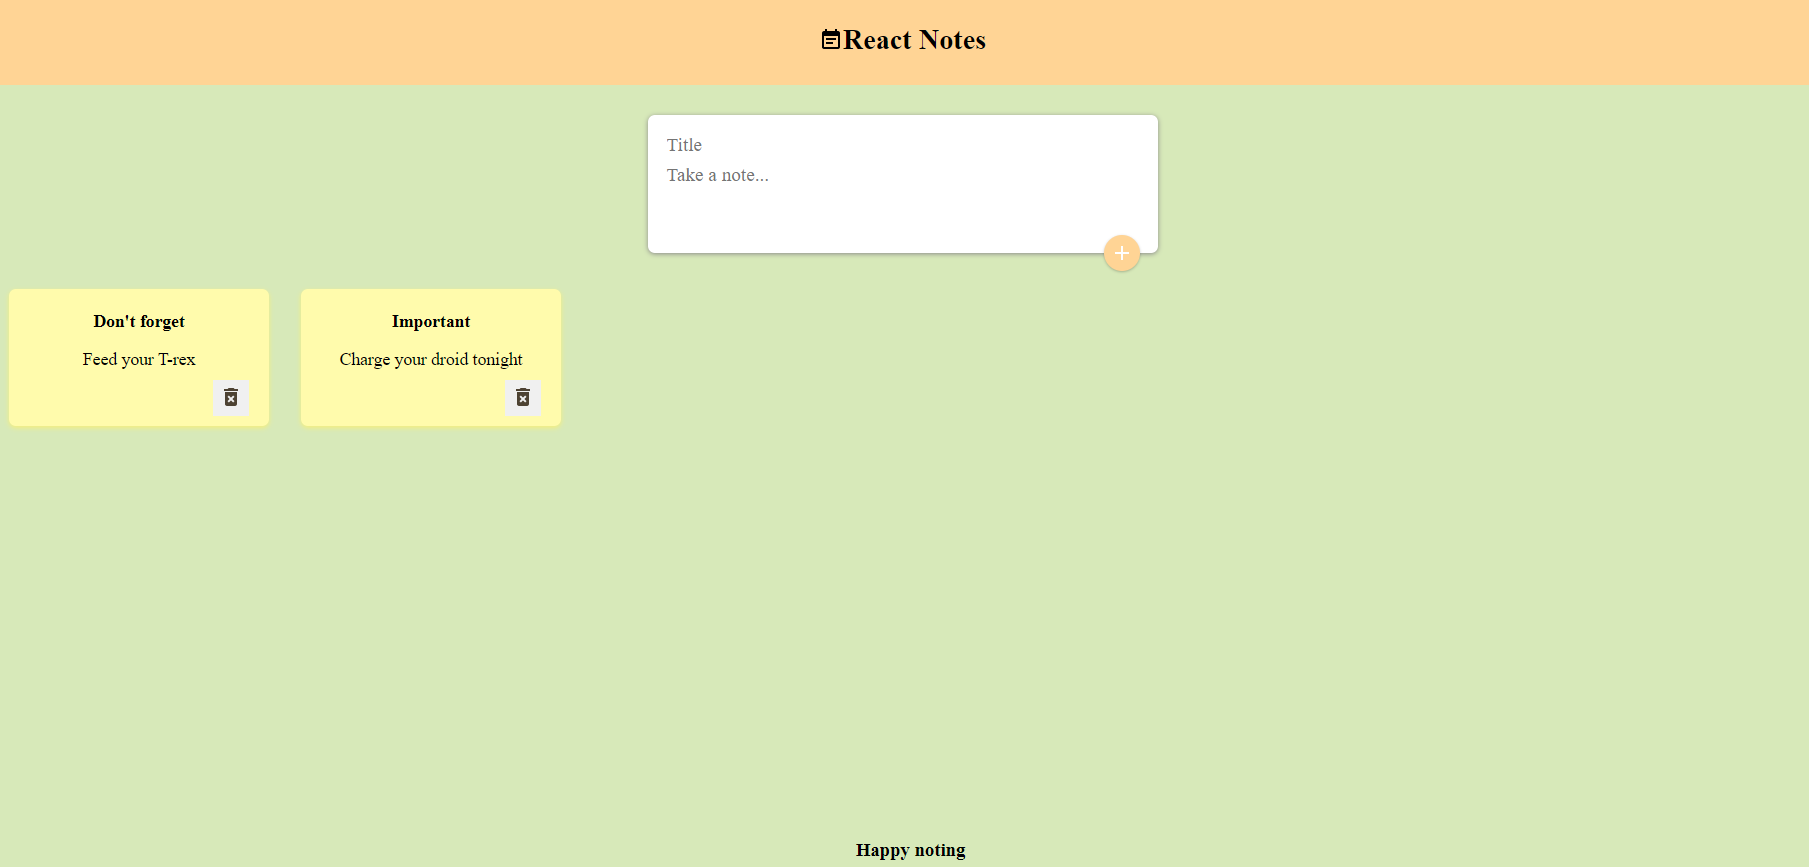 React Notes
Title
Take a note...
Don't forget
Feed your T-rex
Important
Charge your droid tonight
Happy noting